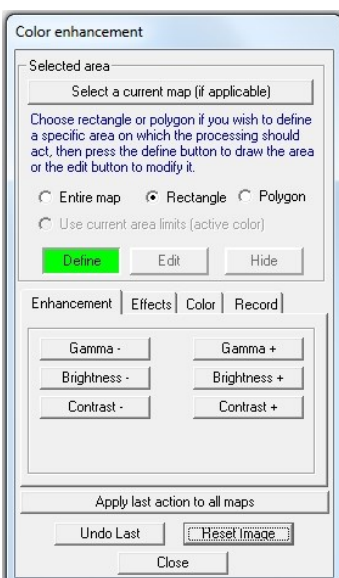 Color enhancement
Selected area
Select a current map (if applicable)
Choose rectangle or polygon if you wish to define
a specific area on which the processing should
act, then press the define button to draw the area
or the edit button to modify it.
Entire map Rectangle Polygon
Use current area limits (active color)
Define Edit Hide
Enhancement Effects Color Record
Gamma - Gamma +
Brightness - Brightness +
Contrast - Contrast +
Apply last action to all maps
Undo Last Reset Image
Close